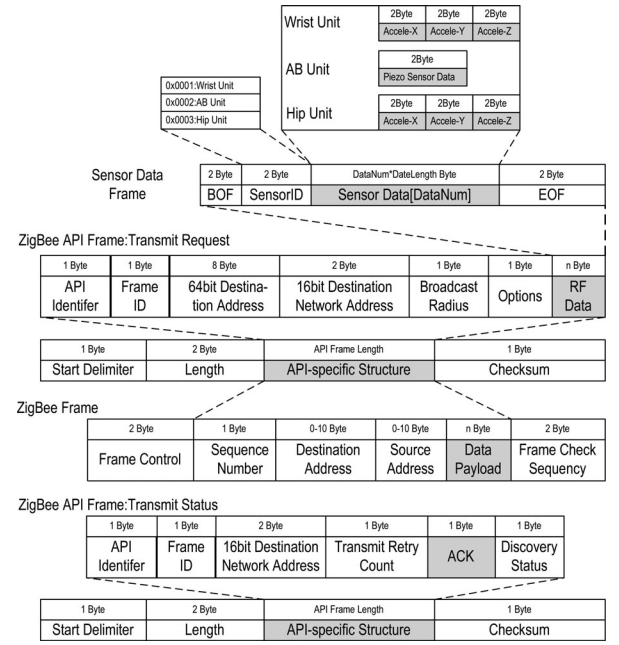 Wrist Unit
2Byte 2Byte 2Byte
Accele-X Accele-Y Accele-Z
AB Unit
2Byte
Piezo Sensor Data
Hip Unit
2Byte 2Byte 2Byte
Accele-X Accele-Y Accele-Z
0x0001:Wrist Unit
0x0002:AB Unit
0x0003:Hip Unit
Sensor Data
Frame
2 Byte 2 Byte DataNum*DateLength Byte 2 Byte
BOF SensorID Sensor Data[DataNum] EOF
ZigBee API Frame:Transmit Request
1 Byte 1 Byte 8 Byte 2 Byte 1 Byte 1 Byte n Byte
API Frame 64bit Destina- 16bit Destination Broadcast Options RF
Identifer ID tion Address Network Address Radius Data
1 Byte 2 Byte API Frame Length 1 Byte
Start Delimiter Length API-specific Structure Checksum
ZigBee Frame
2 Byte 1 Byte 0-10 Byte 0-10 Byte n Byte 2 Byte
Frame Control Sequence Destination Source Data Frame Check
Number Address Address Payload Sequency
ZigBee API Frame:Transmit Status
1 Byte 1 Byte 2 Byte 1 Byte 1 Byte 1 Byte
API Frame 16bit Destination Transmit Retry ACK Discovery
Identifer ID Network Address Count Status
1 Byte 2 Byte API Frame Length 1 Byte
Start Delimiter Length API-specific Structure Checksum